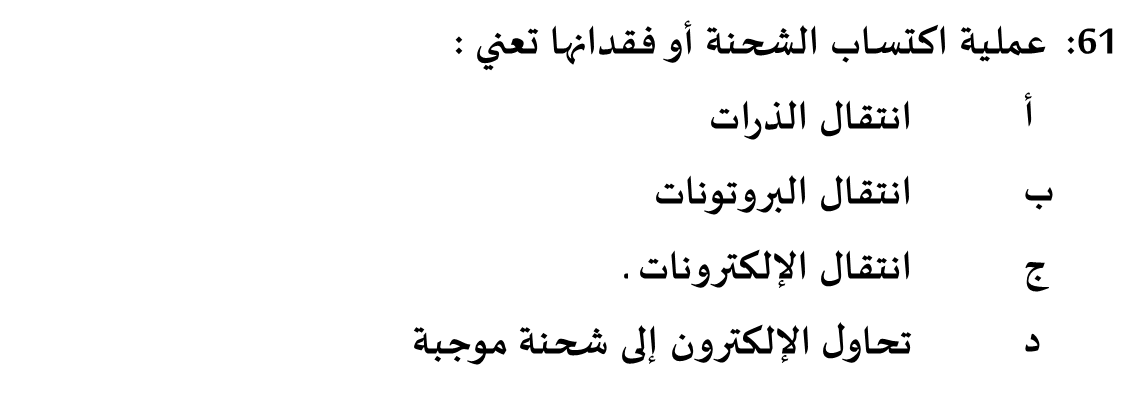 61: عملية اكتساب الشحنة أو فقدانها تعني :
أ انتقال الذرات
ب انتقال البروتونات
ج انتقال الإلكترونات .
د تحاول الإلكترون إلى شحنة موجبة